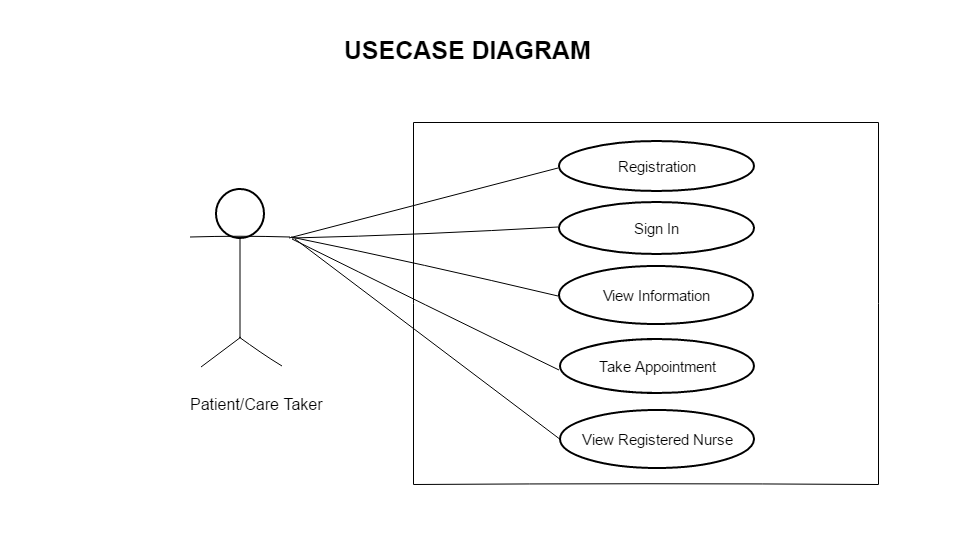 USECASE DIAGRAM
Registration
Sign In
View Information
Take Appointment
Patient/Care Taker
View Registered Nurse